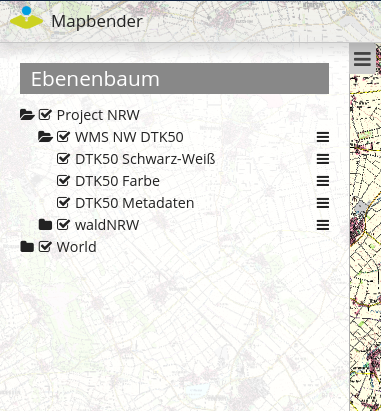 Mapbender
Ebenenbaum
Project NRW
WMS NW DTK50
DTK50 Schwarz-Weiß
DTK50 Farbe
DTK50 Metadaten
waldNRW
World